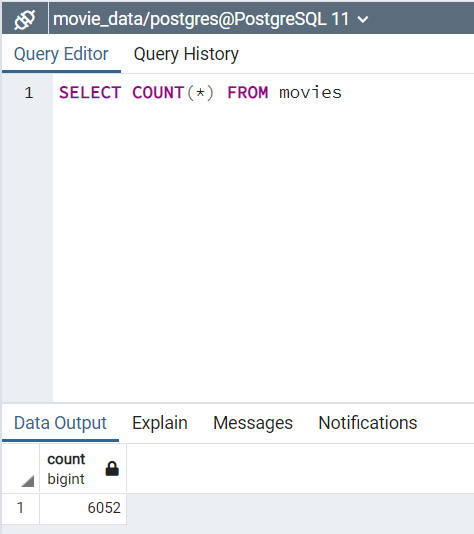 movie_data/postgres@PostgreSQL 11
Query Editor Query History
1 SELECT COUNT(*) FROM movies
Data Output Explain Messages Notifications
count
bigint
1 6052